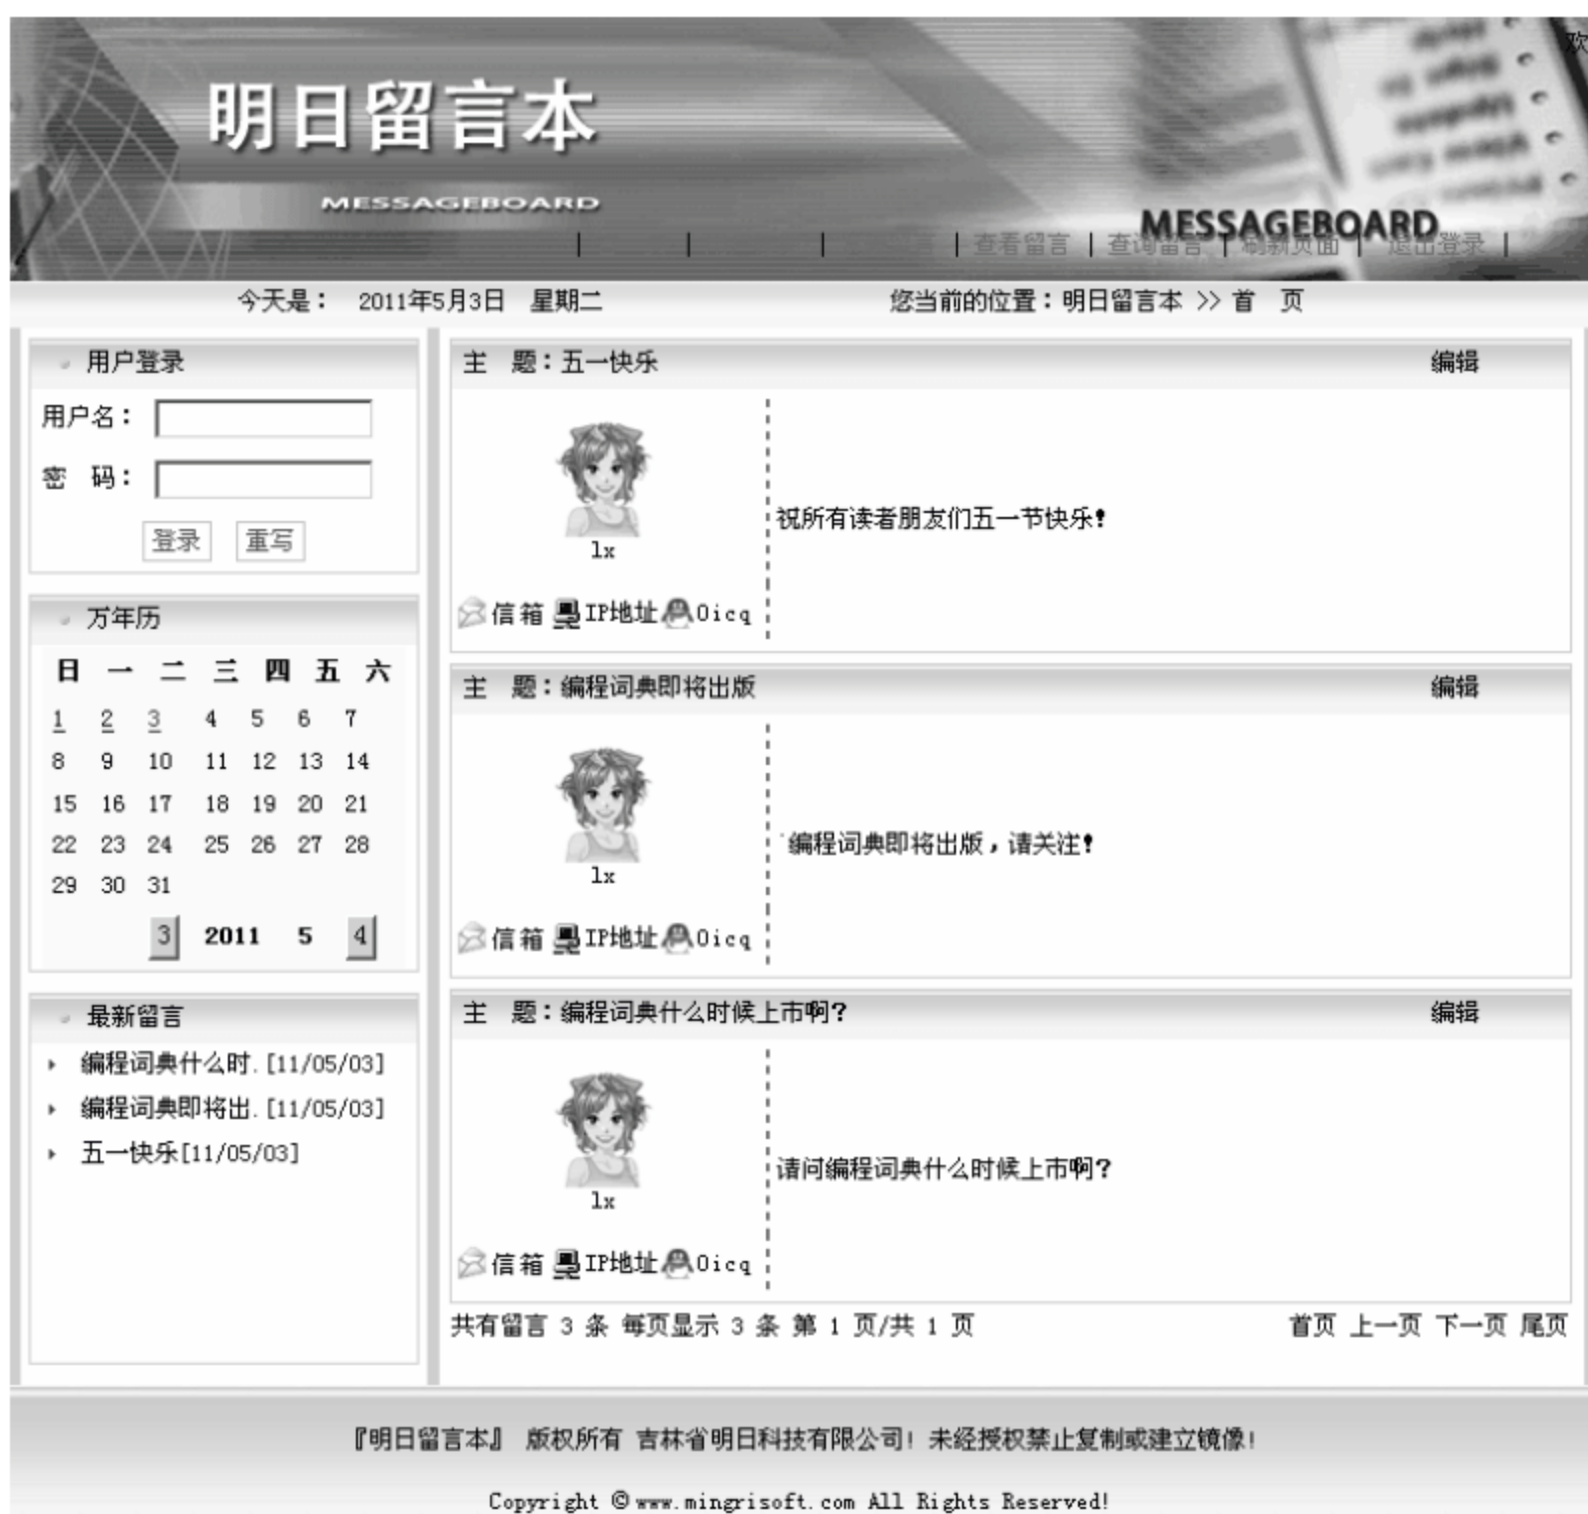 欢
明日留言本
MESSAGEBOARD
MESSAGEBOARD
| | | | 查看留言 | 查询留言 | 刷新页面 | 退出登录 |
今天是： 2011年5月3日 星期二 您当前的位置：明日留言本 >> 首 页
用户登录
用户名：
密 码：
登录 重写
万年历
日 一 二 三 四 五 六
1 2 3 4 5 6 7
8 9 10 11 12 13 14
15 16 17 18 19 20 21
22 23 24 25 26 27 28
29 30 31
3 2011 5 4
最新留言
编程词典什么时.[11/05/03]
编程词典即将出.[11/05/03]
五一快乐[11/05/03]
主 题：五一快乐 编辑
祝所有读者朋友们五一节快乐！
lx
信箱 IP地址 Oicq
主 题：编程词典即将出版 编辑
编程词典即将出版，请关注！
lx
信箱 IP地址 Oicq
主 题：编程词典什么时候上市啊？ 编辑
请问编程词典什么时候上市啊？
lx
信箱 IP地址 Oicq
共有留言 3 条 每页显示 3 条 第 1 页/共 1 页 首页 上一页 下一页 尾页
『明日留言本』 版权所有 吉林省明日科技有限公司! 未经授权禁止复制或建立镜像!
Copyright © www.mingrisoft.com All Rights Reserved!